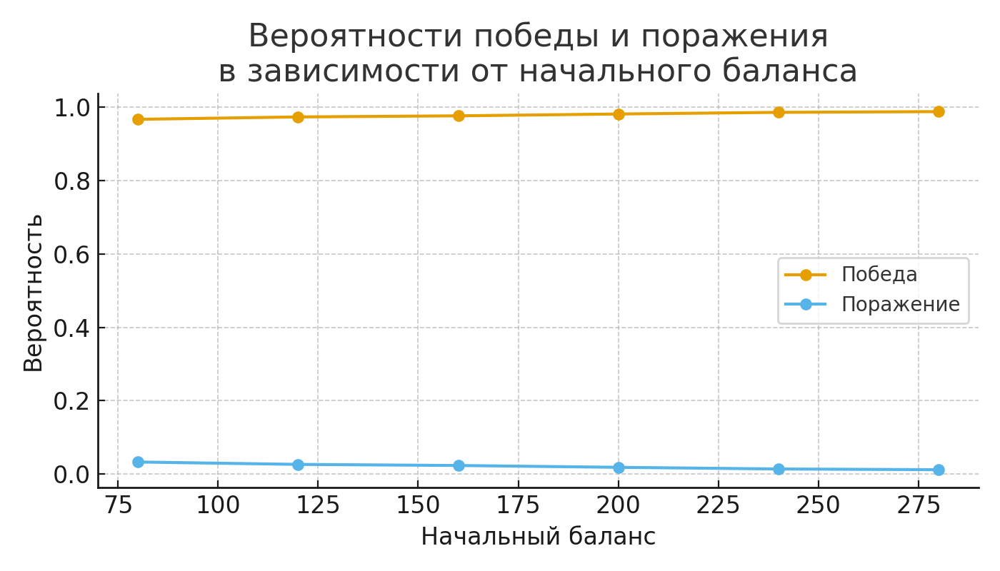 Вероятности победы и поражения
в зависимости от начального баланса
1.0
0.8
0.6
0.4
0.2
0.0
Вероятность
Победа
Поражение
75 100 125 150 175 200 225 250 275
Начальный баланс